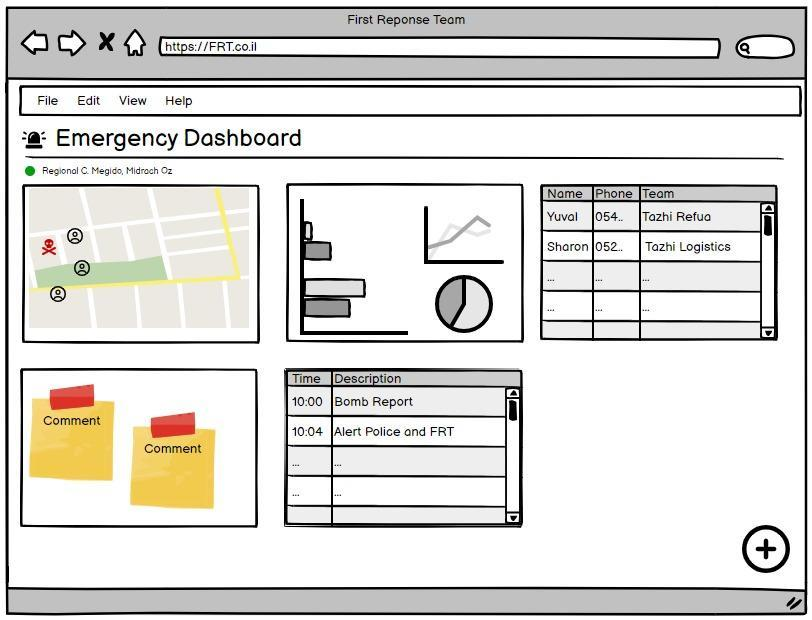 First Reponse Team
https://FRT.co.il
File Edit View Help
Emergency Dashboard
Regional C. Megido, Midrach Oz
Name Phone Team
Yuval 054.. Tazhi Refua
Sharon 052.. Tazhi Logistics
... ... ...
... ... ...
Comment
Comment
Time Description
10:00 Bomb Report
10:04 Alert Police and FRT
... ...
... ...